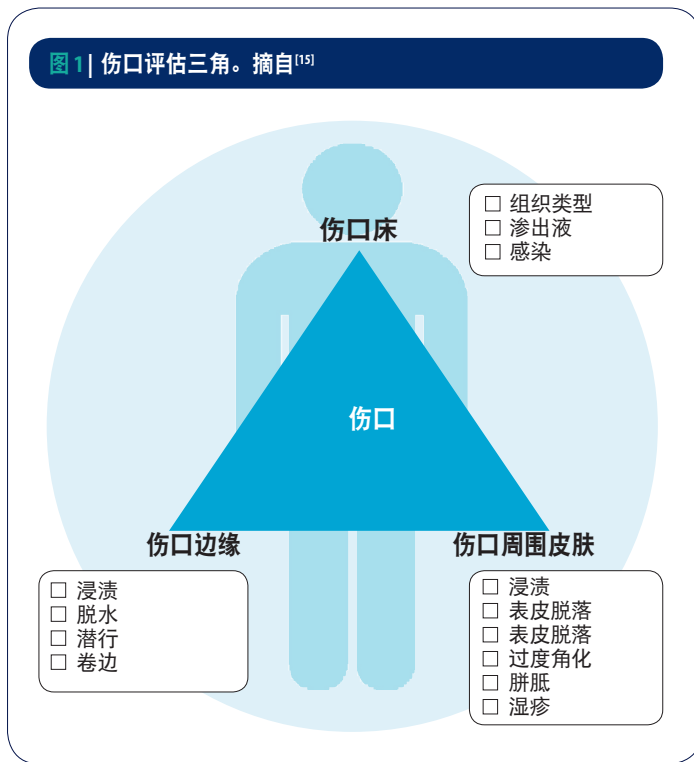 图1 | 伤口评估三角。摘自[15]
伤口床
□ 组织类型
□ 渗出液
□ 感染
伤口
伤口边缘
□ 浸渍
□ 脱水
□ 潜行
□ 卷边
伤口周围皮肤
□ 浸渍
□ 表皮脱落
□ 表皮脱落
□ 过度角化
□ 胼胝
□ 湿疹